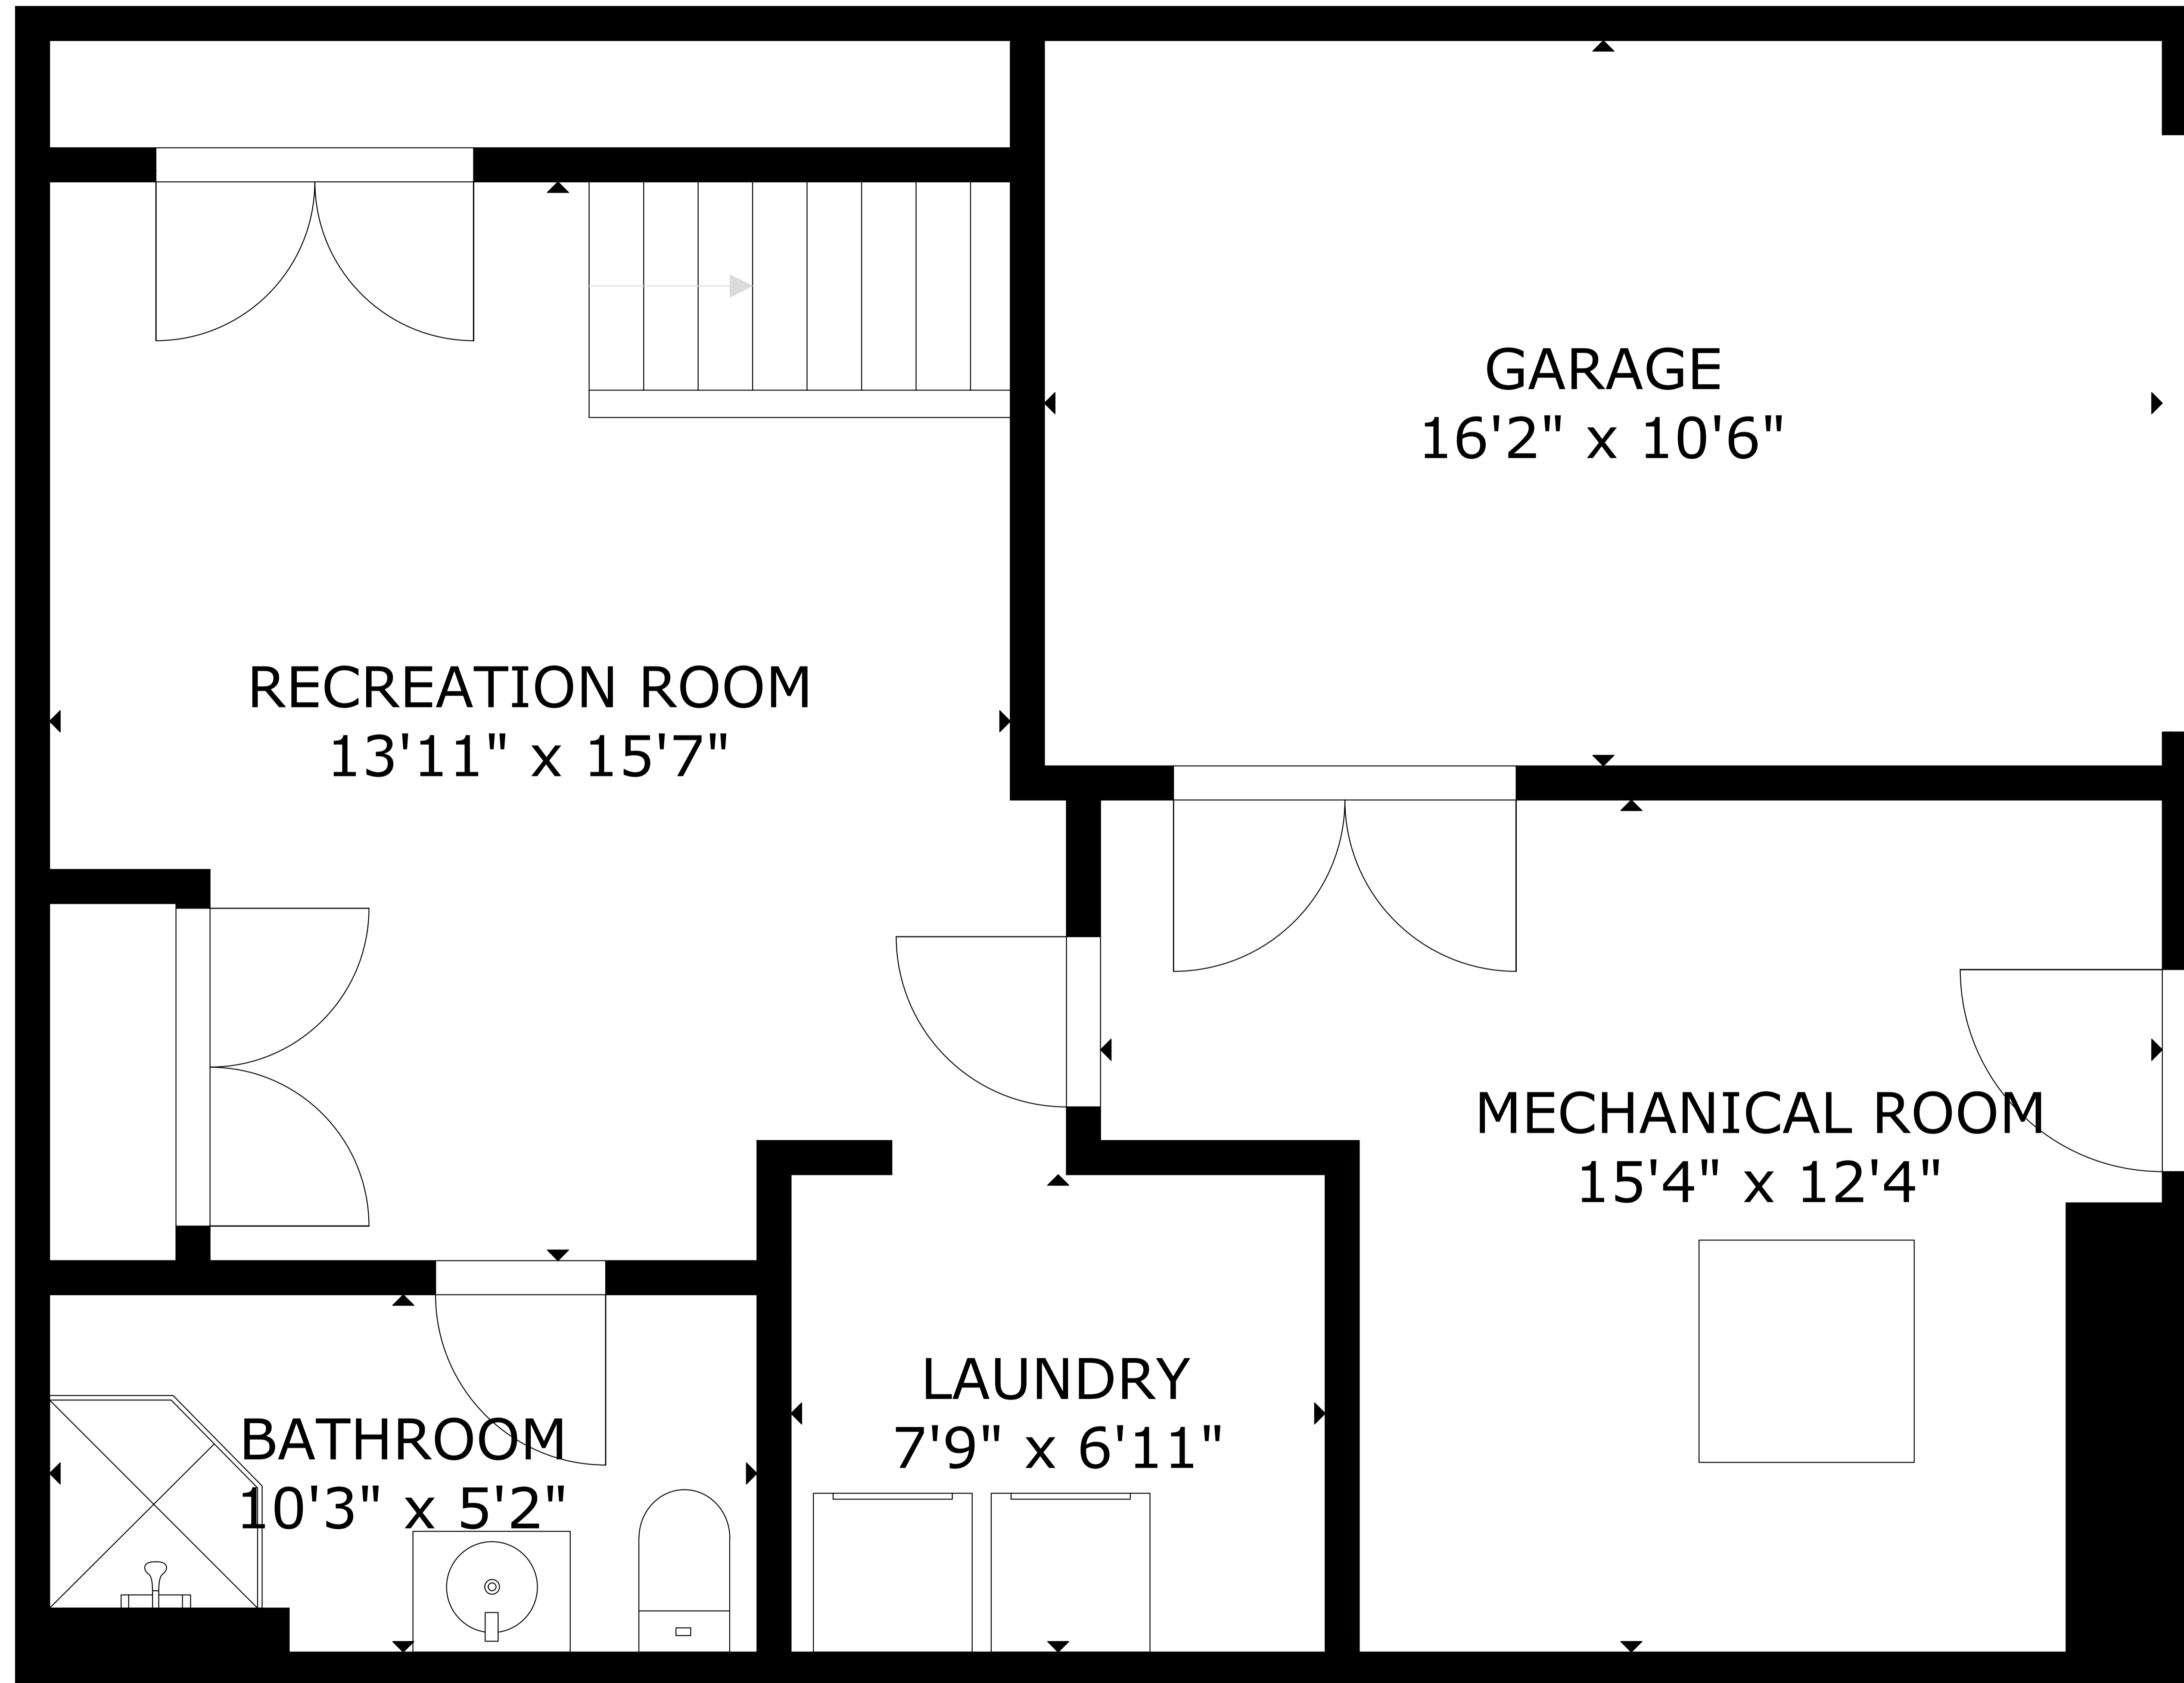 GARAGE
16'2" x 10'6"
RECREATION ROOM
13'11" x 15'7"
MECHANICAL ROOM
15'4" x 12'4"
LAUNDRY
7'9" x 6'11"
BATHROOM
10'3" x 5'2"